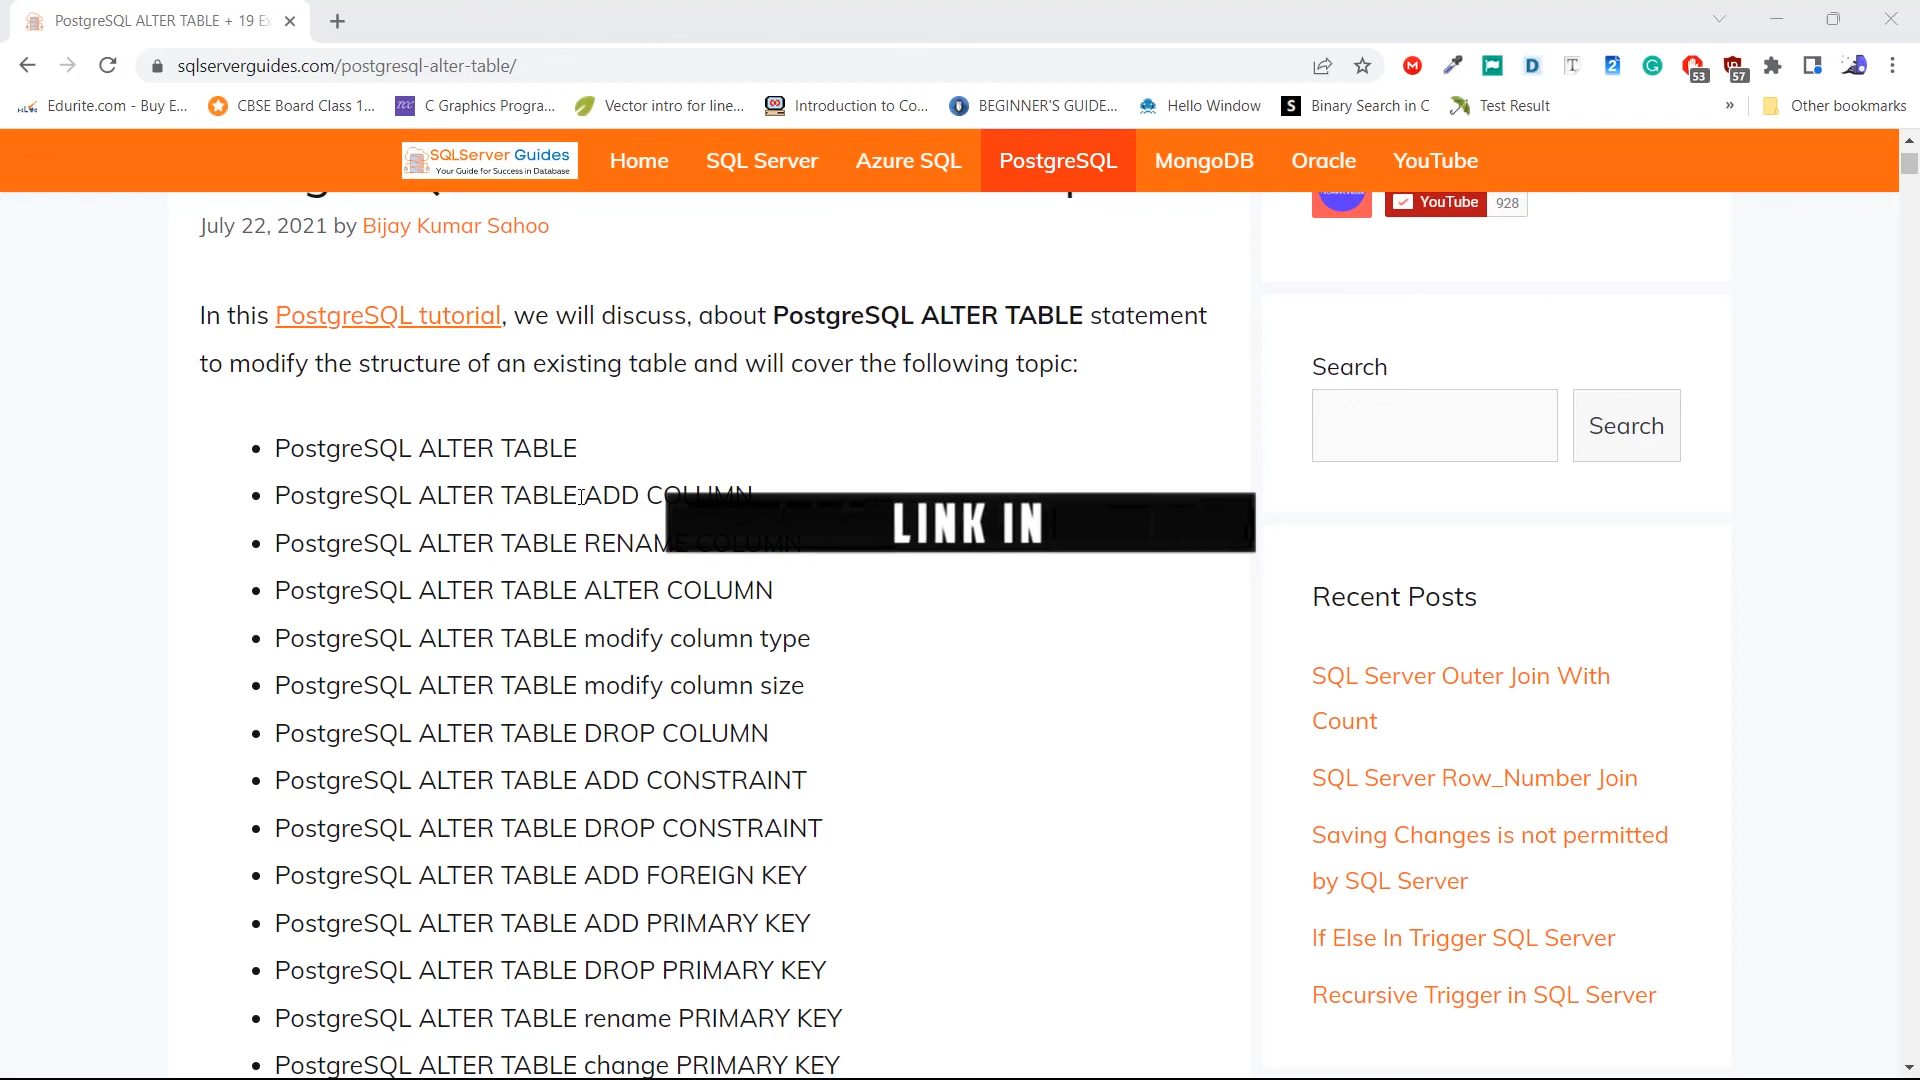 PostgreSQL ALTER TABLE + 19 Ex
sqlserverguides.com/postgresql-alter-table/
53
57
Edurite.com - Buy E...
CBSE Board Class 1...
C Graphics Progra...
Vector intro for line...
Introduction to Co...
BEGINNER'S GUIDE...
Hello Window
Binary Search in C
Test Result
»
Other bookmarks
SQLServer Guides
Your Guide for Success in Database
Home
SQL Server
Azure SQL
PostgreSQL
MongoDB
Oracle
YouTube
July 22, 2021 by Bijay Kumar Sahoo
YouTube 928
In this PostgreSQL tutorial, we will discuss, about PostgreSQL ALTER TABLE statement
to modify the structure of an existing table and will cover the following topic:
• PostgreSQL ALTER TABLE
• PostgreSQL ALTER TABLE ADD COLUMN
• PostgreSQL ALTER TABLE RENAME COLUMN
LINK IN
• PostgreSQL ALTER TABLE ALTER COLUMN
• PostgreSQL ALTER TABLE modify column type
• PostgreSQL ALTER TABLE modify column size
• PostgreSQL ALTER TABLE DROP COLUMN
• PostgreSQL ALTER TABLE ADD CONSTRAINT
• PostgreSQL ALTER TABLE DROP CONSTRAINT
• PostgreSQL ALTER TABLE ADD FOREIGN KEY
• PostgreSQL ALTER TABLE ADD PRIMARY KEY
• PostgreSQL ALTER TABLE DROP PRIMARY KEY
• PostgreSQL ALTER TABLE rename PRIMARY KEY
• PostgreSQL ALTER TABLE change PRIMARY KEY
Search
Search
Recent Posts
SQL Server Outer Join With
Count
SQL Server Row_Number Join
Saving Changes is not permitted
by SQL Server
If Else In Trigger SQL Server
Recursive Trigger in SQL Server